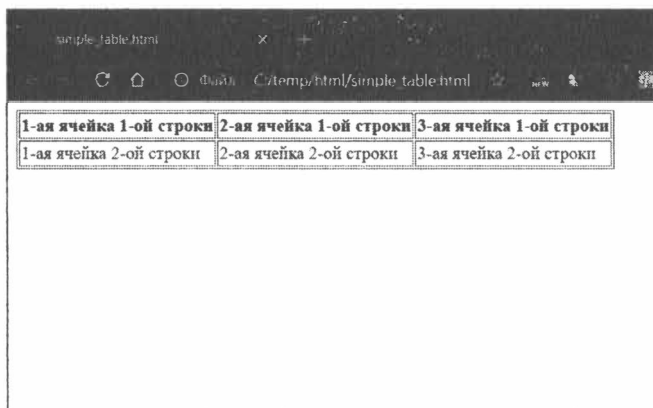 simple_table.html
Файл C:/temp/html/simple_table.html
1-ая ячейка 1-ой строки 2-ая ячейка 1-ой строки 3-ая ячейка 1-ой строки
1-ая ячейка 2-ой строки 2-ая ячейка 2-ой строки 3-ая ячейка 2-ой строки